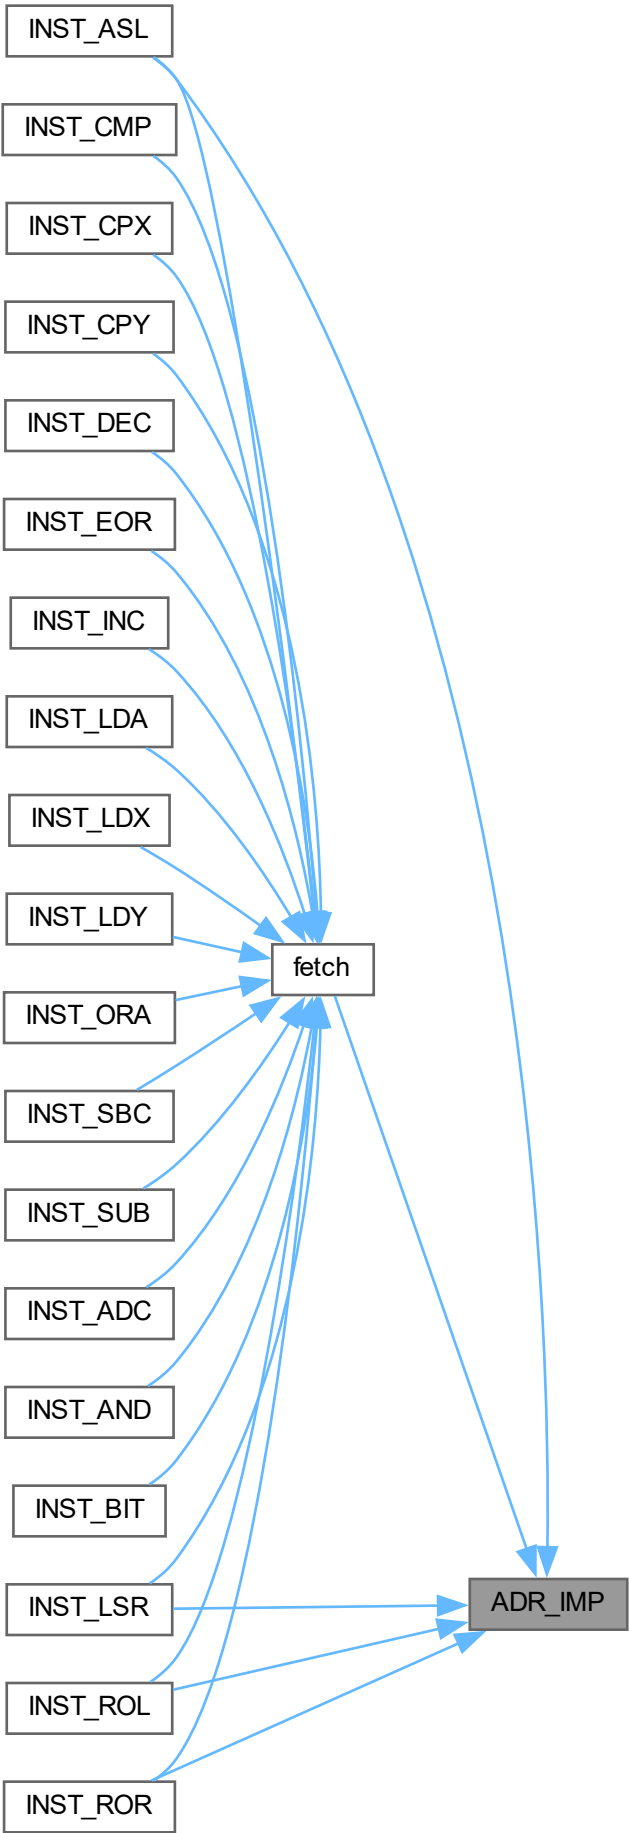 INST_ASL
INST_CMP
INST_CPX
INST_CPY
INST_DEC
INST_EOR
INST_INC
INST_LDA
INST_LDX
INST_LDY
fetch
INST_ORA
INST_SBC
INST_SUB
INST_ADC
INST_AND
INST_BIT
INST_LSR
ADR_IMP
INST_ROL
INST_ROR